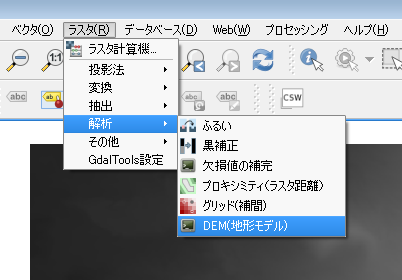 ベクタ(O) ラスタ(R) データベース(D) Web(W) プロセッシング ヘルプ(H)
1:1
abc ab abc CSW
ラスタ計算機...
投影法
変換
抽出
解析
その他
GdalTools設定
ふるい
黒補正
欠損値の補完
プロキシミティ(ラスタ距離)
グリッド(補間)
DEM(地形モデル)